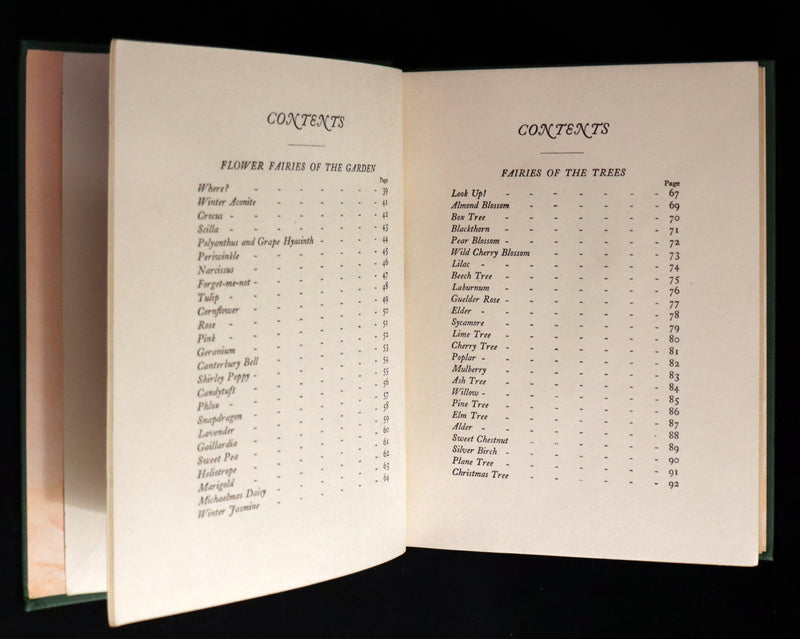 CONTENTS
FLOWER FAIRIES OF THE GARDEN
Page
Where? - - - - - - 39
Winter Aconite - - - - - - 41
Crocus - - - - - - - 42
Scilla - - - - - - - 43
Polyanthus and Grape Hyacinth - - - - 44
Periwinkle - - - - - - - 45
Narcissus - - - - - - - 46
Forget-me-not - - - - - - - 47
Tulip - - - - - - - 48
Cornflower - - - - - - - 49
Rose - - - - - - - 50
Pink - - - - - - - 51
Geranium - - - - - - - 52
Canterbury Bell - - - - - - 53
Shirley Poppy - - - - - - - 54
Candytuft - - - - - - - 55
Phlox - - - - - - - 56
Snapdragon - - - - - - - 57
Lavender - - - - - - - 58
Gaillardia - - - - - - - 59
Sweet Pea - - - - - - - 60
Heliotrope - - - - - - - 61
Marigold - - - - - - - 62
Michaelmas Daisy - - - - - - 63
Winter Jasmine - - - - - - 64
CONTENTS
FAIRIES OF THE TREES
Page
Look Up! - - - - - - - 67
Almond Blossom - - - - - - 69
Box Tree - - - - - - - 70
Blackthorn - - - - - - - 71
Pear Blossom - - - - - - - 72
Wild Cherry Blossom - - - - - - 73
Lilac - - - - - - - - 74
Beech Tree - - - - - - - 75
Laburnum - - - - - - - 76
Guelder Rose - - - - - - - 77
Elder - - - - - - - - 78
Sycamore - - - - - - - 79
Lime Tree - - - - - - - 80
Cherry Tree - - - - - - - 81
Poplar - - - - - - - - 82
Mulberry - - - - - - - 83
Ash Tree - - - - - - - 84
Willow - - - - - - - - 85
Pine Tree - - - - - - - 86
Elm Tree - - - - - - - 87
Alder - - - - - - - - 88
Sweet Chestnut - - - - - - 89
Silver Birch - - - - - - - 90
Plane Tree - - - - - - - 91
Christmas Tree - - - - - - 92